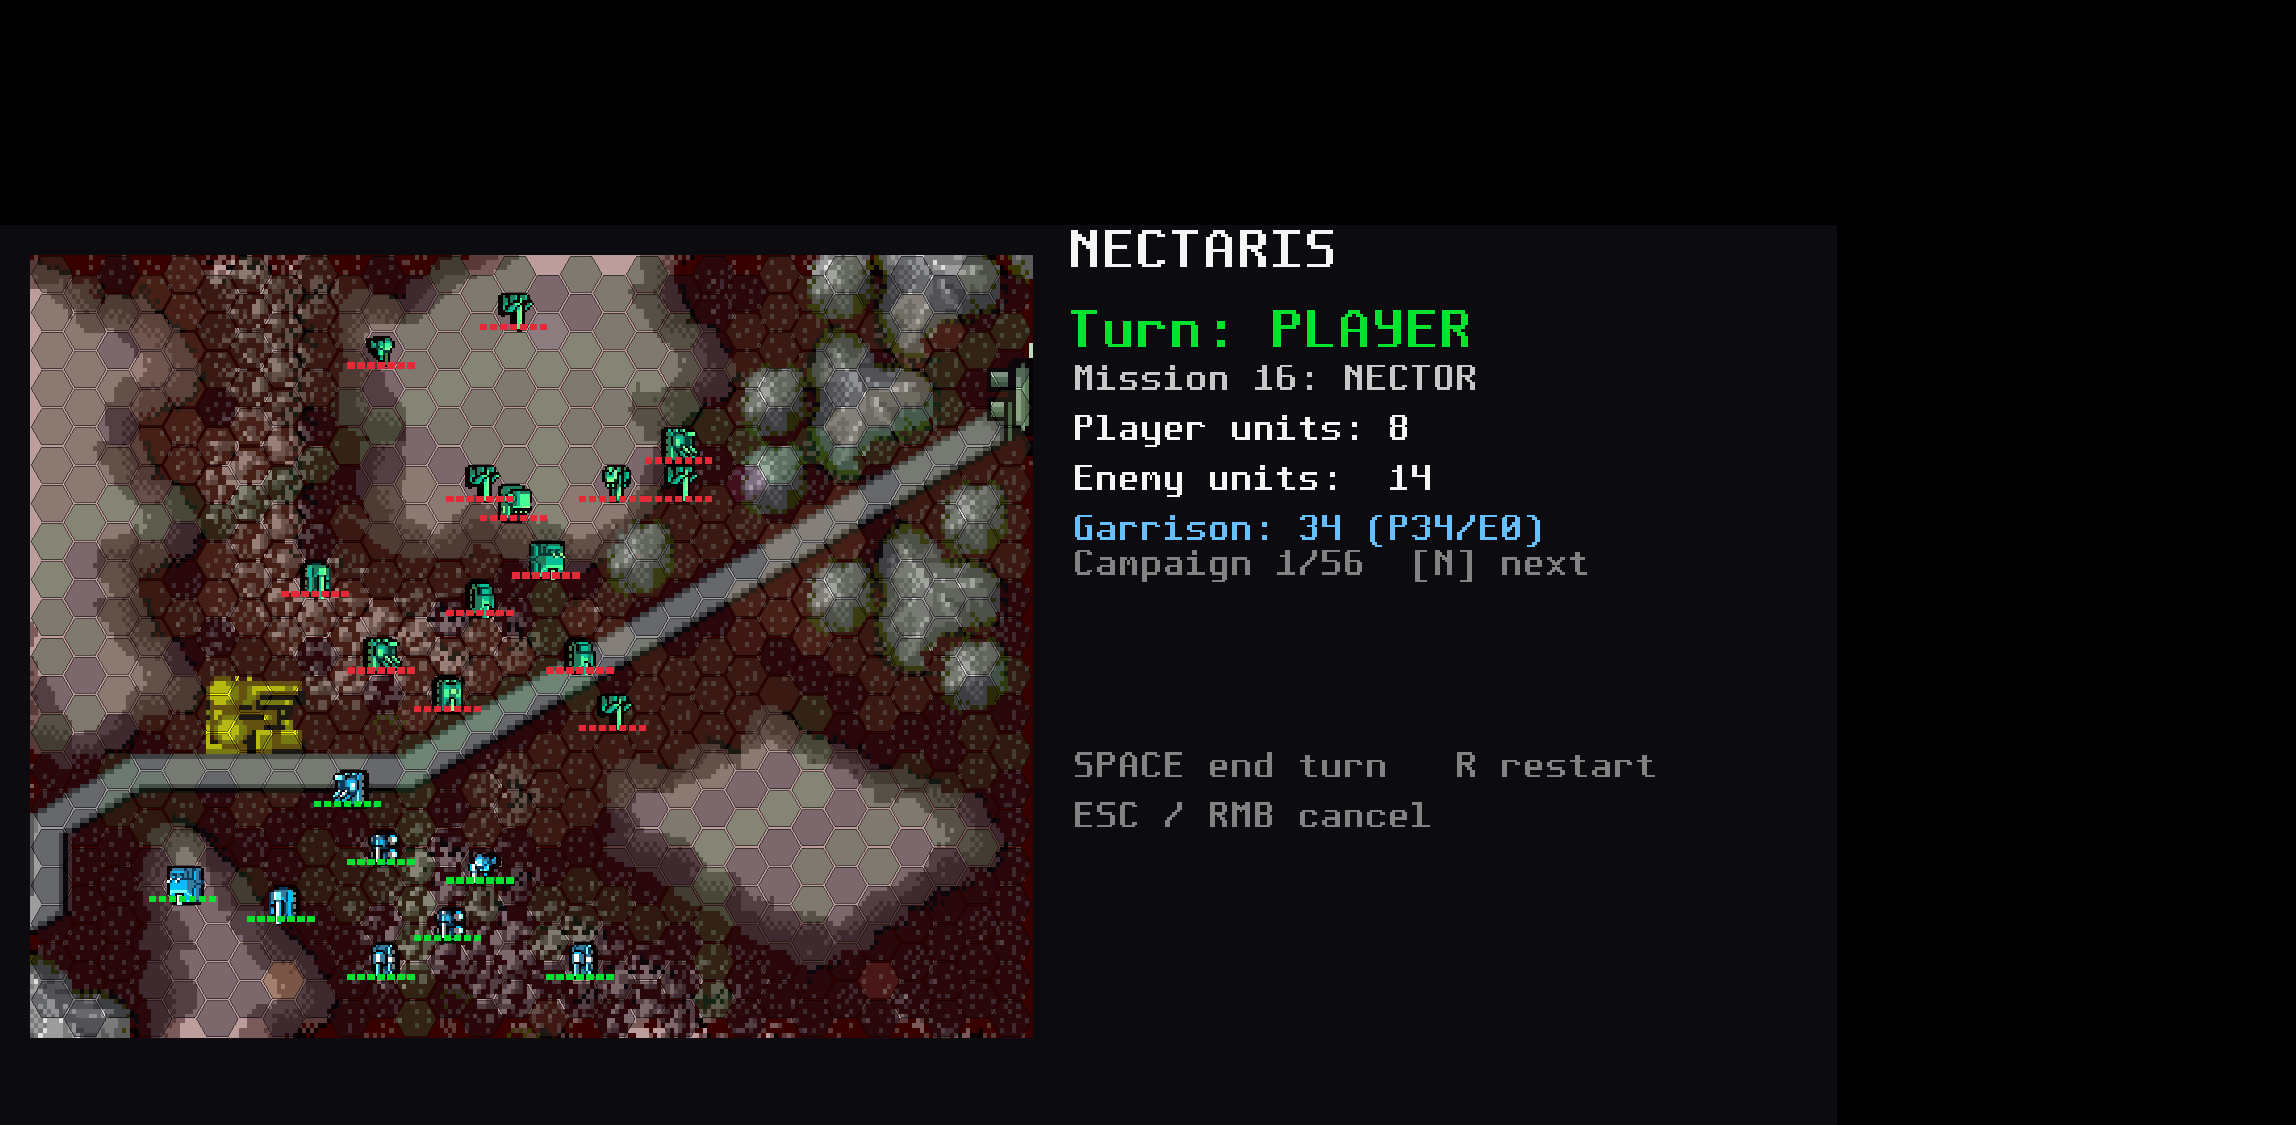 NECTARIS
Turn: PLAYER
Mission 16: NECTOR
Player units: 8
Enemy units:  14
Garrison: 34 (P34/E0)
Campaign 1/56  [N] next
SPACE end turn   R restart
ESC / RMB cancel